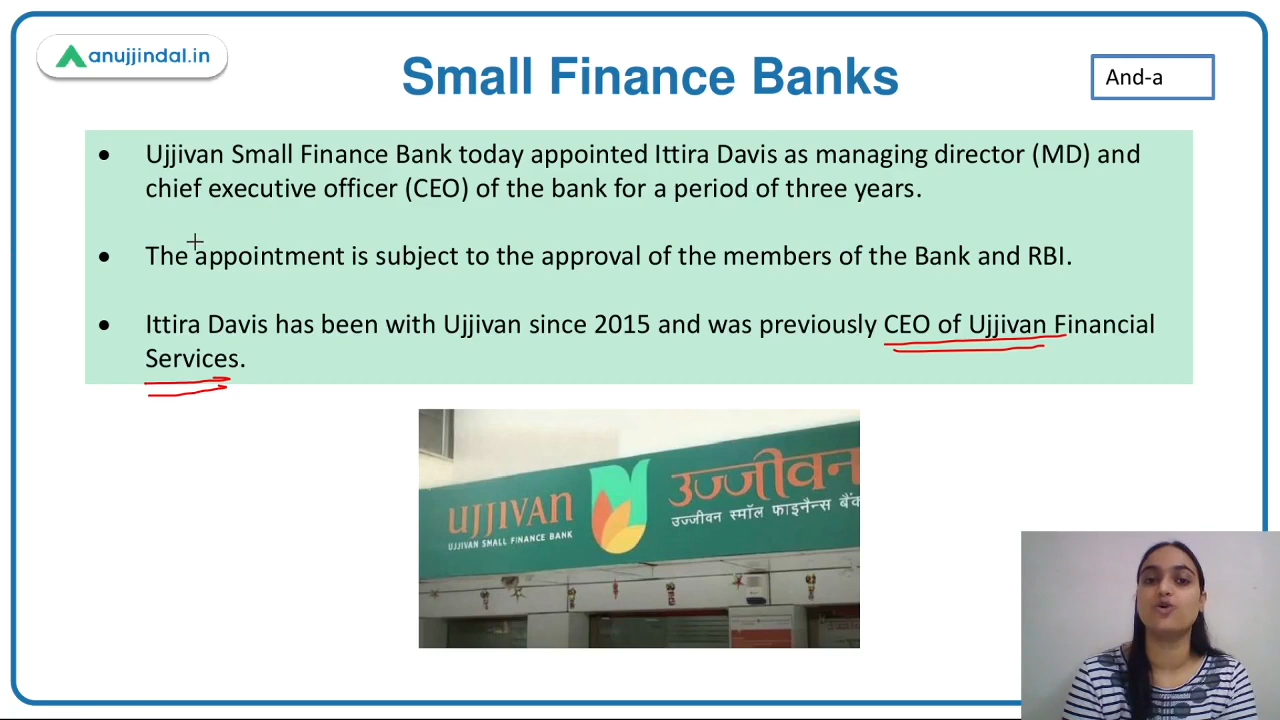 anujjindal.in
Small Finance Banks
And-a
• Ujjivan Small Finance Bank today appointed Ittira Davis as managing director (MD) and
chief executive officer (CEO) of the bank for a period of three years.
• The appointment is subject to the approval of the members of the Bank and RBI.
• Ittira Davis has been with Ujjivan since 2015 and was previously CEO of Ujjivan Financial
Services.
UJJIVAN
UJJIVAN SMALL FINANCE BANK
उज्जीवन
उज्जीवन स्मॉल फाइनैन्स बैंक